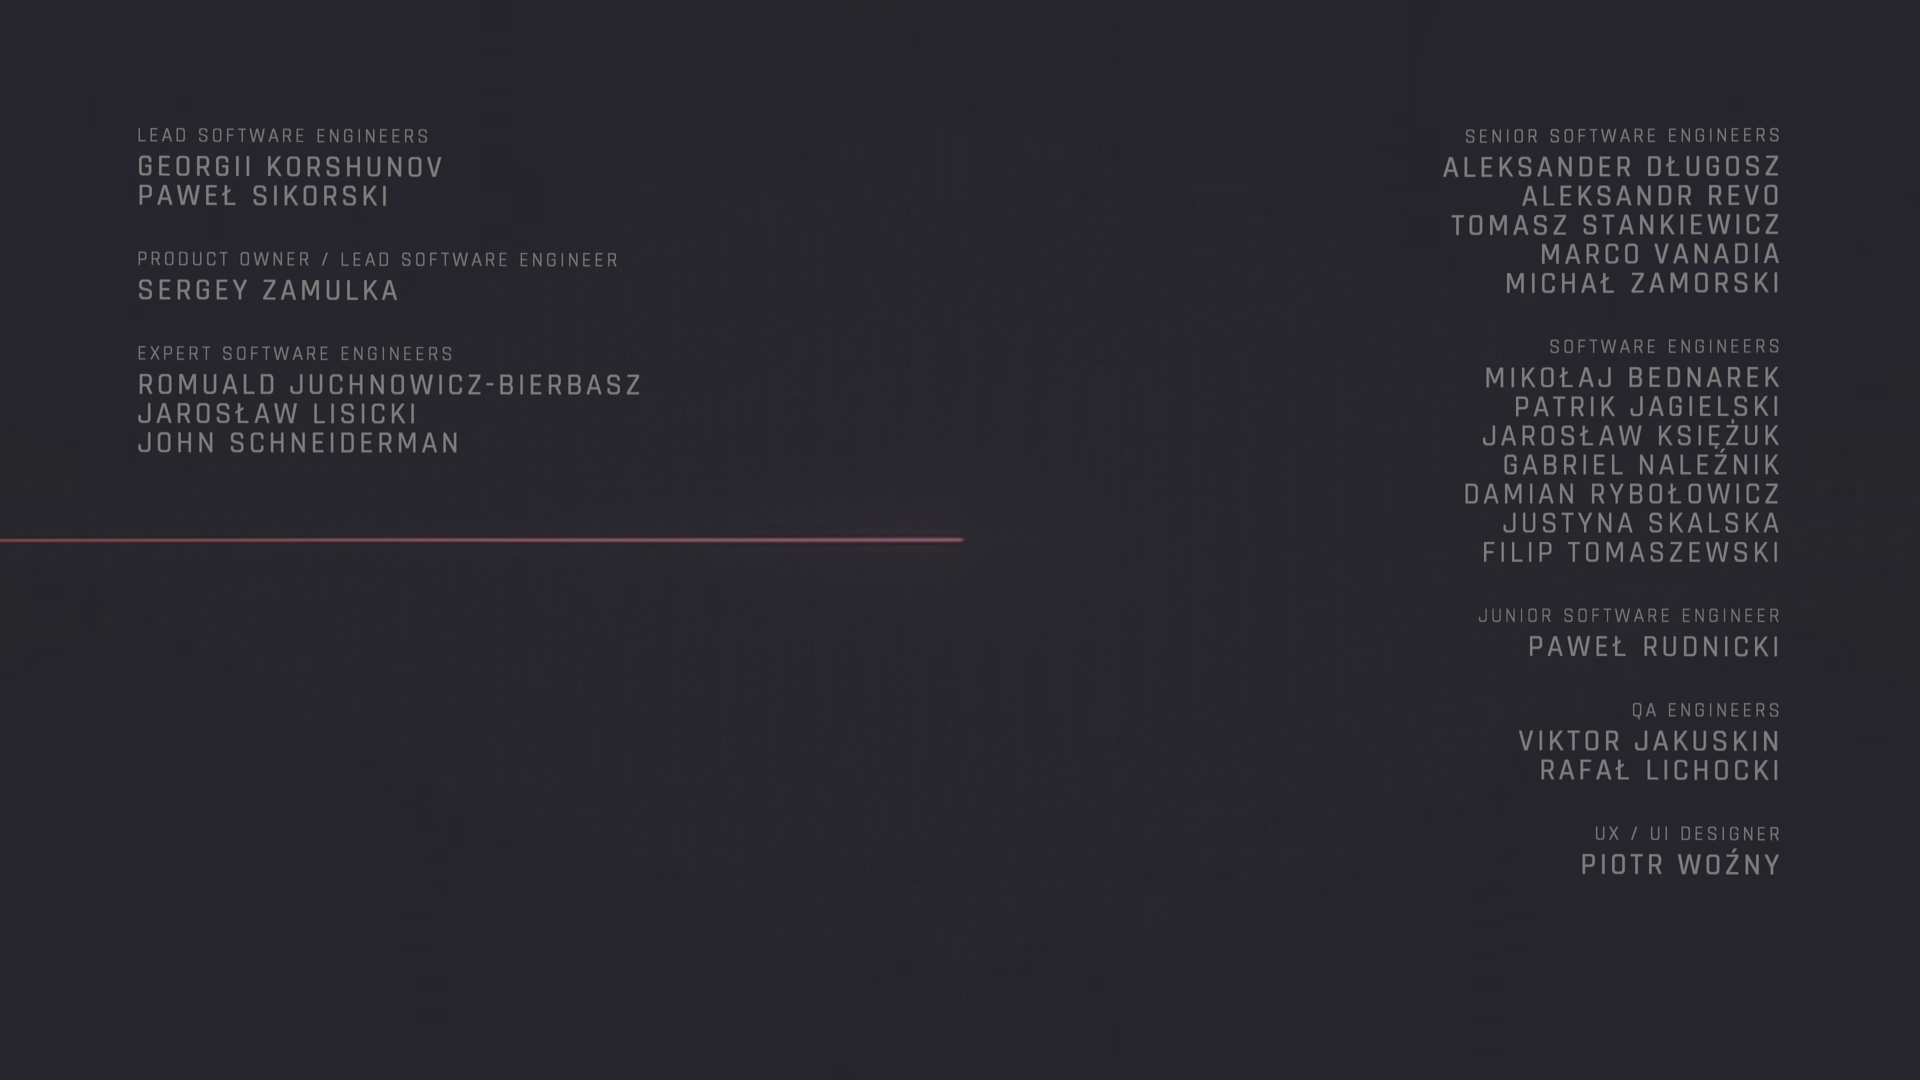 LEAD SOFTWARE ENGINEERS
GEORGII KORSHUNOV
PAWEŁ SIKORSKI
PRODUCT OWNER / LEAD SOFTWARE ENGINEER
SERGEY ZAMULKA
EXPERT SOFTWARE ENGINEERS
ROMUALD JUCHNOWICZ-BIERBASZ
JAROSŁAW LISICKI
JOHN SCHNEIDERMAN
SENIOR SOFTWARE ENGINEERS
ALEKSANDER DŁUGOSZ
ALEKSANDR REVO
TOMASZ STANKIEWICZ
MARCO VANADIA
MICHAŁ ZAMORSKI
SOFTWARE ENGINEERS
MIKOŁAJ BEDNAREK
PATRIK JAGIELSKI
JAROSŁAW KSIĘŻUK
GABRIEL NALEŹNIK
DAMIAN RYBOŁOWICZ
JUSTYNA SKALSKA
FILIP TOMASZEWSKI
JUNIOR SOFTWARE ENGINEER
PAWEŁ RUDNICKI
QA ENGINEERS
VIKTOR JAKUSKIN
RAFAŁ LICHOCKI
UX / UI DESIGNER
PIOTR WOŹNY